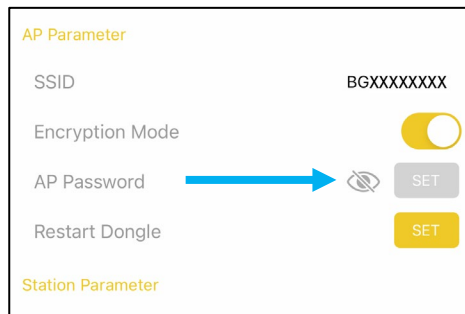 AP Parameter
SSID BGXXXXXXXX
Encryption Mode
AP Password SET
Restart Dongle SET
Station Parameter